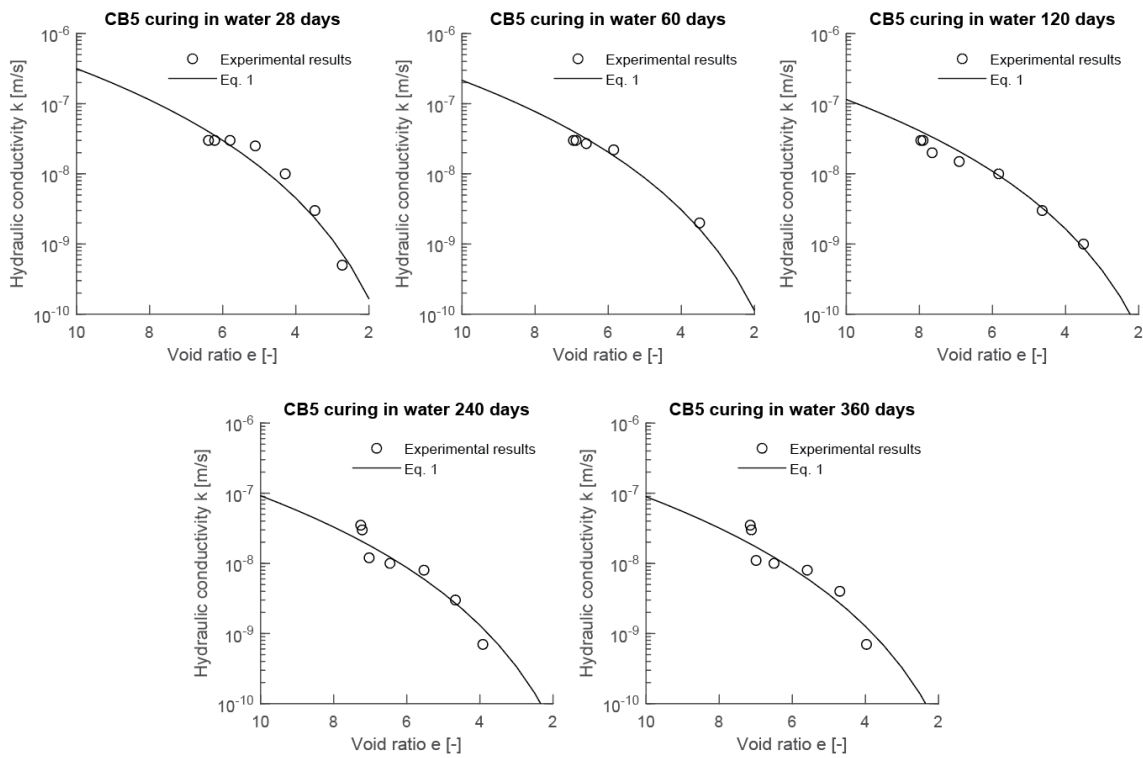 CB5 curing in water 28 days
Hydraulic conductivity k [m/s]
10^-6
10^-7
10^-8
10^-9
10^-10
Experimental results
Eq. 1
10 8 6 4 2
Void ratio e [-]
CB5 curing in water 60 days
Hydraulic conductivity k [m/s]
10^-6
10^-7
10^-8
10^-9
10^-10
Experimental results
Eq. 1
10 8 6 4 2
Void ratio e [-]
CB5 curing in water 120 days
Hydraulic conductivity k [m/s]
10^-6
10^-7
10^-8
10^-9
10^-10
Experimental results
Eq. 1
10 8 6 4 2
Void ratio e [-]
CB5 curing in water 240 days
Hydraulic conductivity k [m/s]
10^-6
10^-7
10^-8
10^-9
10^-10
Experimental results
Eq. 1
10 8 6 4 2
Void ratio e [-]
CB5 curing in water 360 days
Hydraulic conductivity k [m/s]
10^-6
10^-7
10^-8
10^-9
10^-10
Experimental results
Eq. 1
10 8 6 4 2
Void ratio e [-]